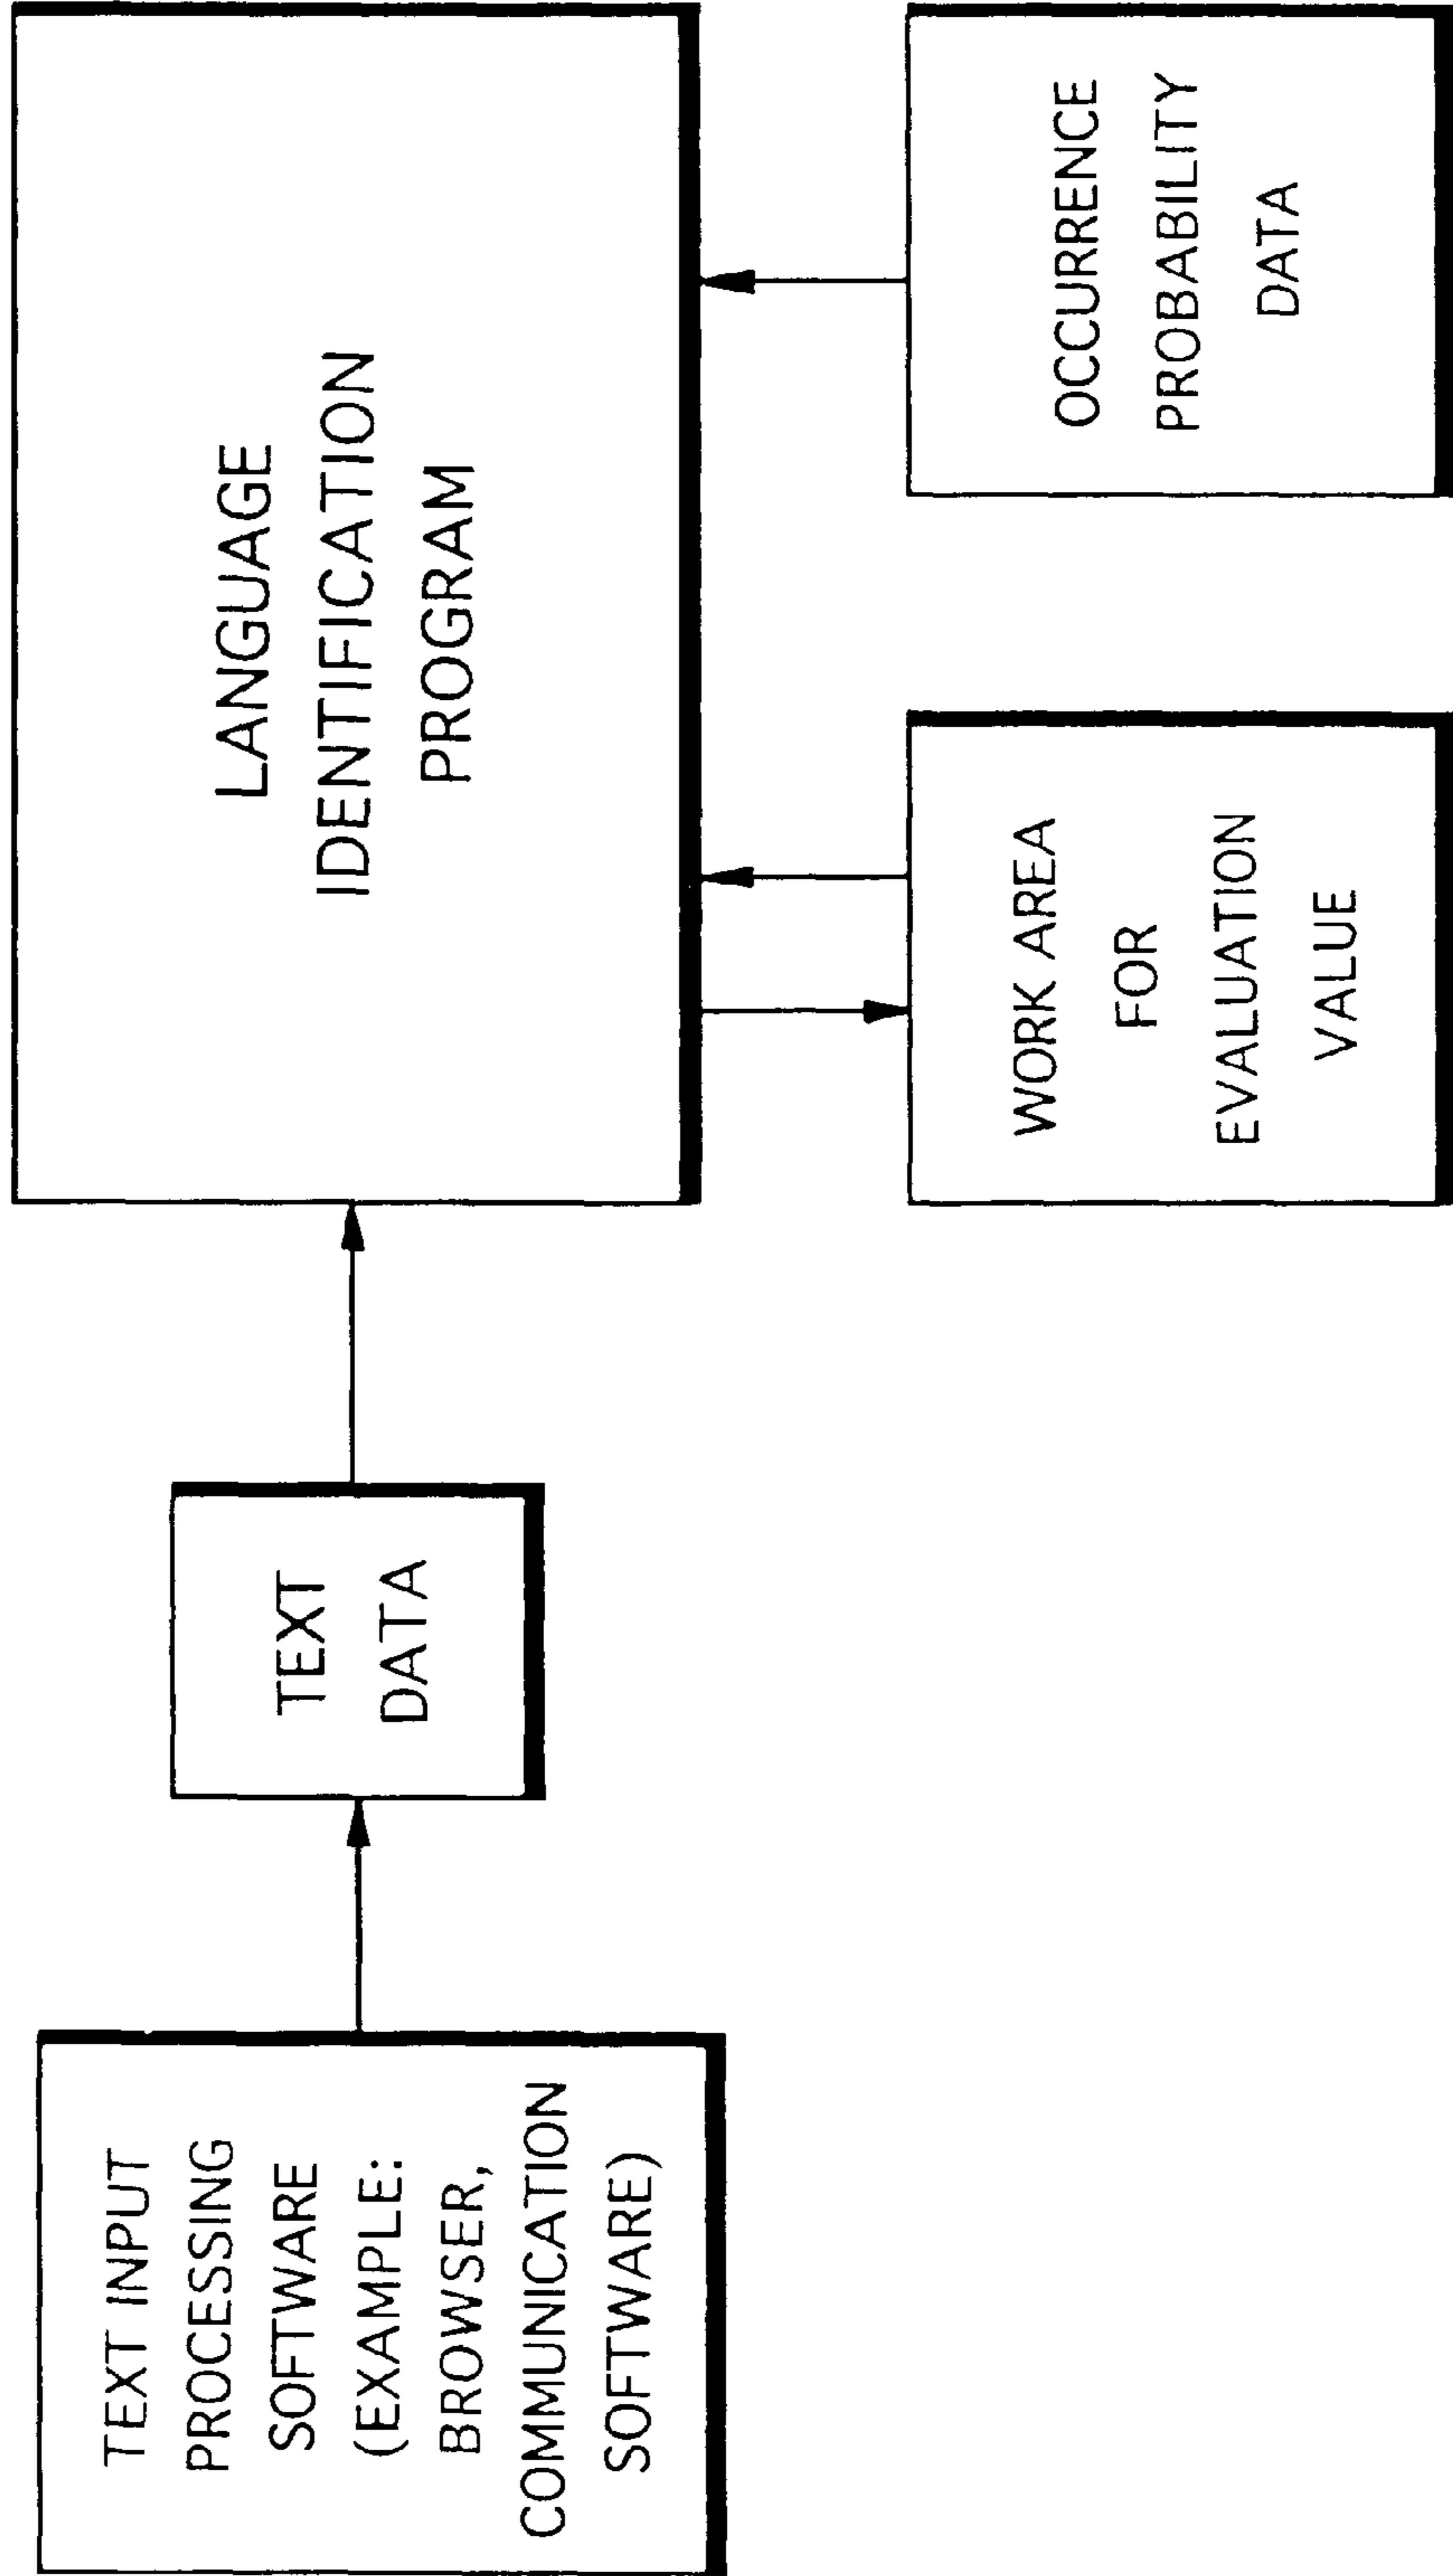 TEXT INPUT
PROCESSING
SOFTWARE
(EXAMPLE:
BROWSER,
COMMUNICATION
SOFTWARE)
TEXT
DATA
LANGUAGE
IDENTIFICATION
PROGRAM
WORK AREA
FOR
EVALUATION
VALUE
OCCURRENCE
PROBABILITY
DATA